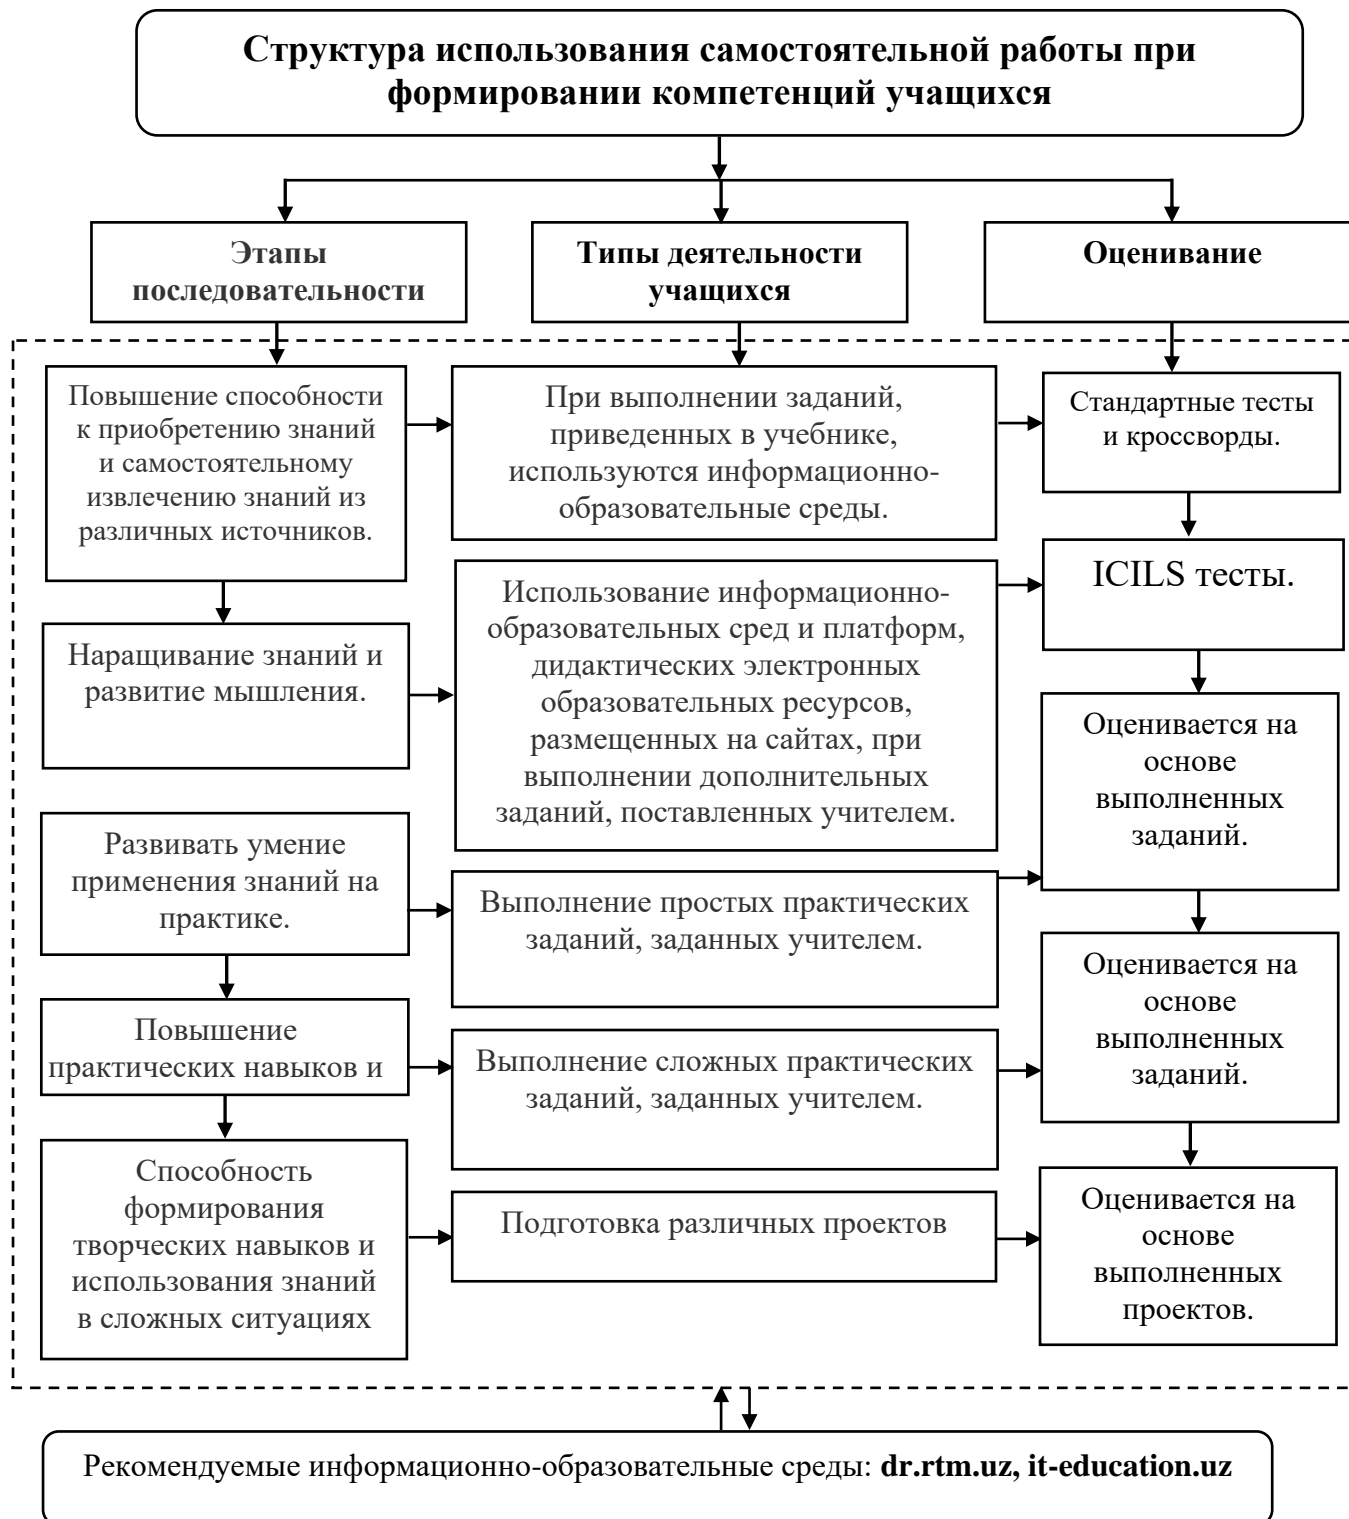 Структура использования самостоятельной работы при
формировании компетенций учащихся
Этапы
последовательности
Типы деятельности
учащихся
Оценивание
Повышение способности
к приобретению знаний
и самостоятельному
извлечению знаний из
различных источников.
При выполнении заданий,
приведенных в учебнике,
используются информационно-
образовательные среды.
Стандартные тесты
и кроссворды.
Наращивание знаний и
развитие мышления.
Использование информационно-
образовательных сред и платформ,
дидактических электронных
образовательных ресурсов,
размещенных на сайтах, при
выполнении дополнительных
заданий, поставленных учителем.
ICILS тесты.
Развивать умение
применения знаний на
практике.
Выполнение простых практических
заданий, заданных учителем.
Оценивается на
основе
выполненных
заданий.
Повышение
практических навыков и
Выполнение сложных практических
заданий, заданных учителем.
Оценивается на
основе
выполненных
заданий.
Способность
формирования
творческих навыков и
использования знаний
в сложных ситуациях
Подготовка различных проектов
Оценивается на
основе
выполненных
проектов.
Рекомендуемые информационно-образовательные среды: dr.rtm.uz, it-education.uz